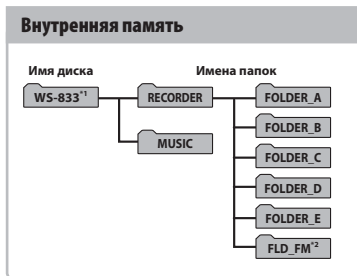 Внутренняя память
Имя диска Имена папок
WS-833*1 RECORDER FOLDER_A
FOLDER_B
MUSIC FOLDER_C
FOLDER_D
FOLDER_E
FLD_FM*2